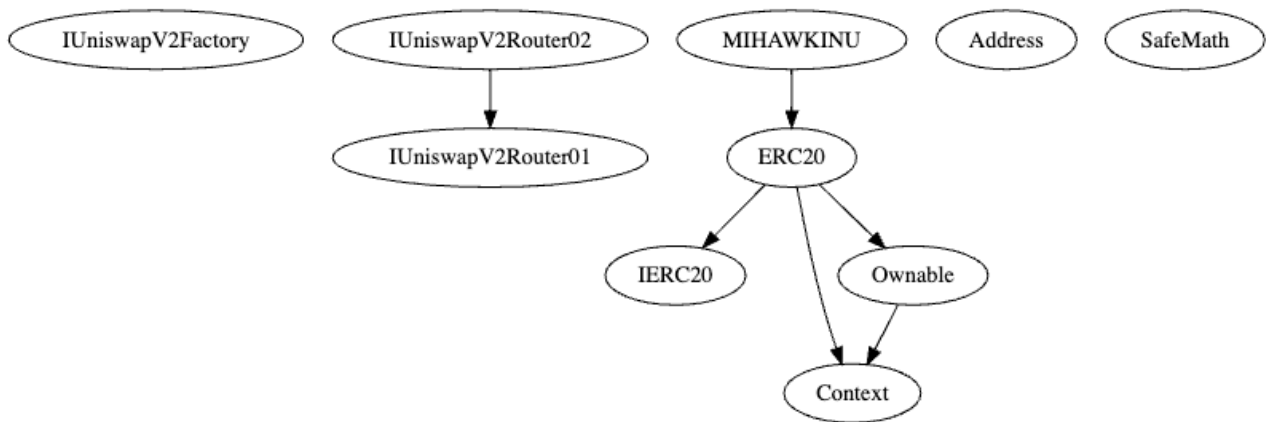 IUniswapV2Factory
IUniswapV2Router02
MIHAWKINU
Address
SafeMath
IUniswapV2Router01
ERC20
IERC20
Ownable
Context